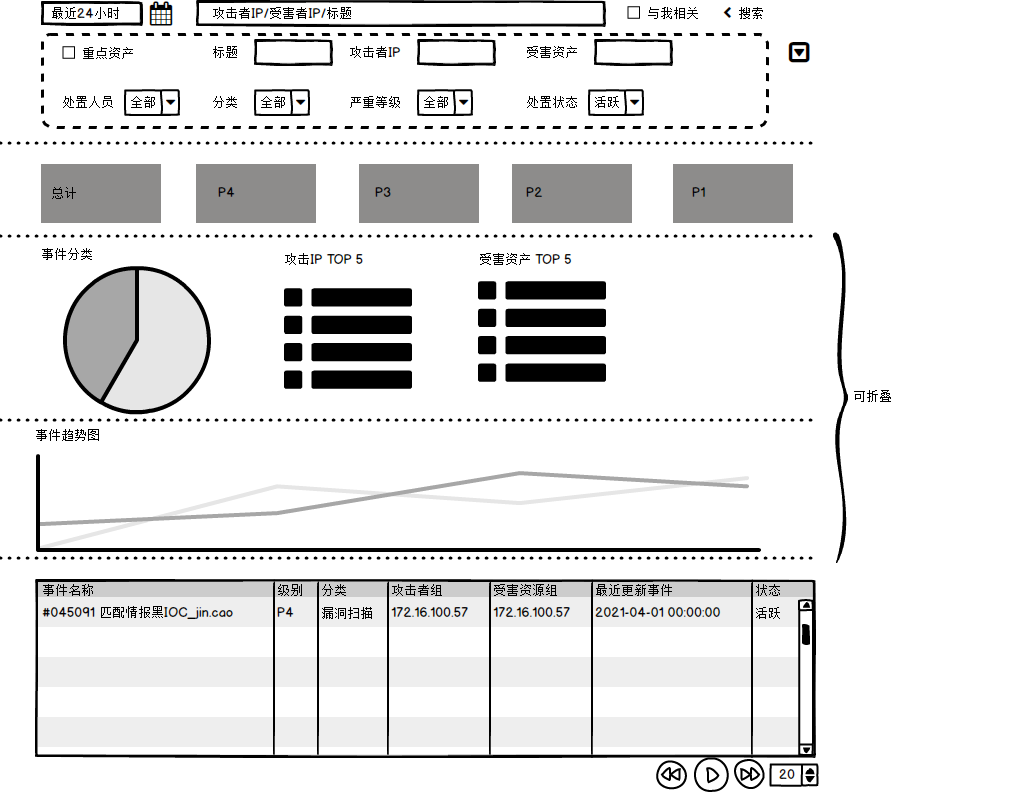 最近24小时 攻击者IP/受害者IP/标题 与我相关 搜索
重点资产 标题 攻击者IP 受害资产
处置人员 全部 分类 全部 严重等级 全部 处置状态 活跃
总计 P4 P3 P2 P1
事件分类 攻击IP TOP 5 受害资产 TOP 5
可折叠
事件趋势图
事件名称 级别 分类 攻击者组 受害资源组 最近更新事件 状态
#045091 匹配情报黑IOC_jin.cao P4 漏洞扫描 172.16.100.57 172.16.100.57 2021-04-01 00:00:00 活跃
20